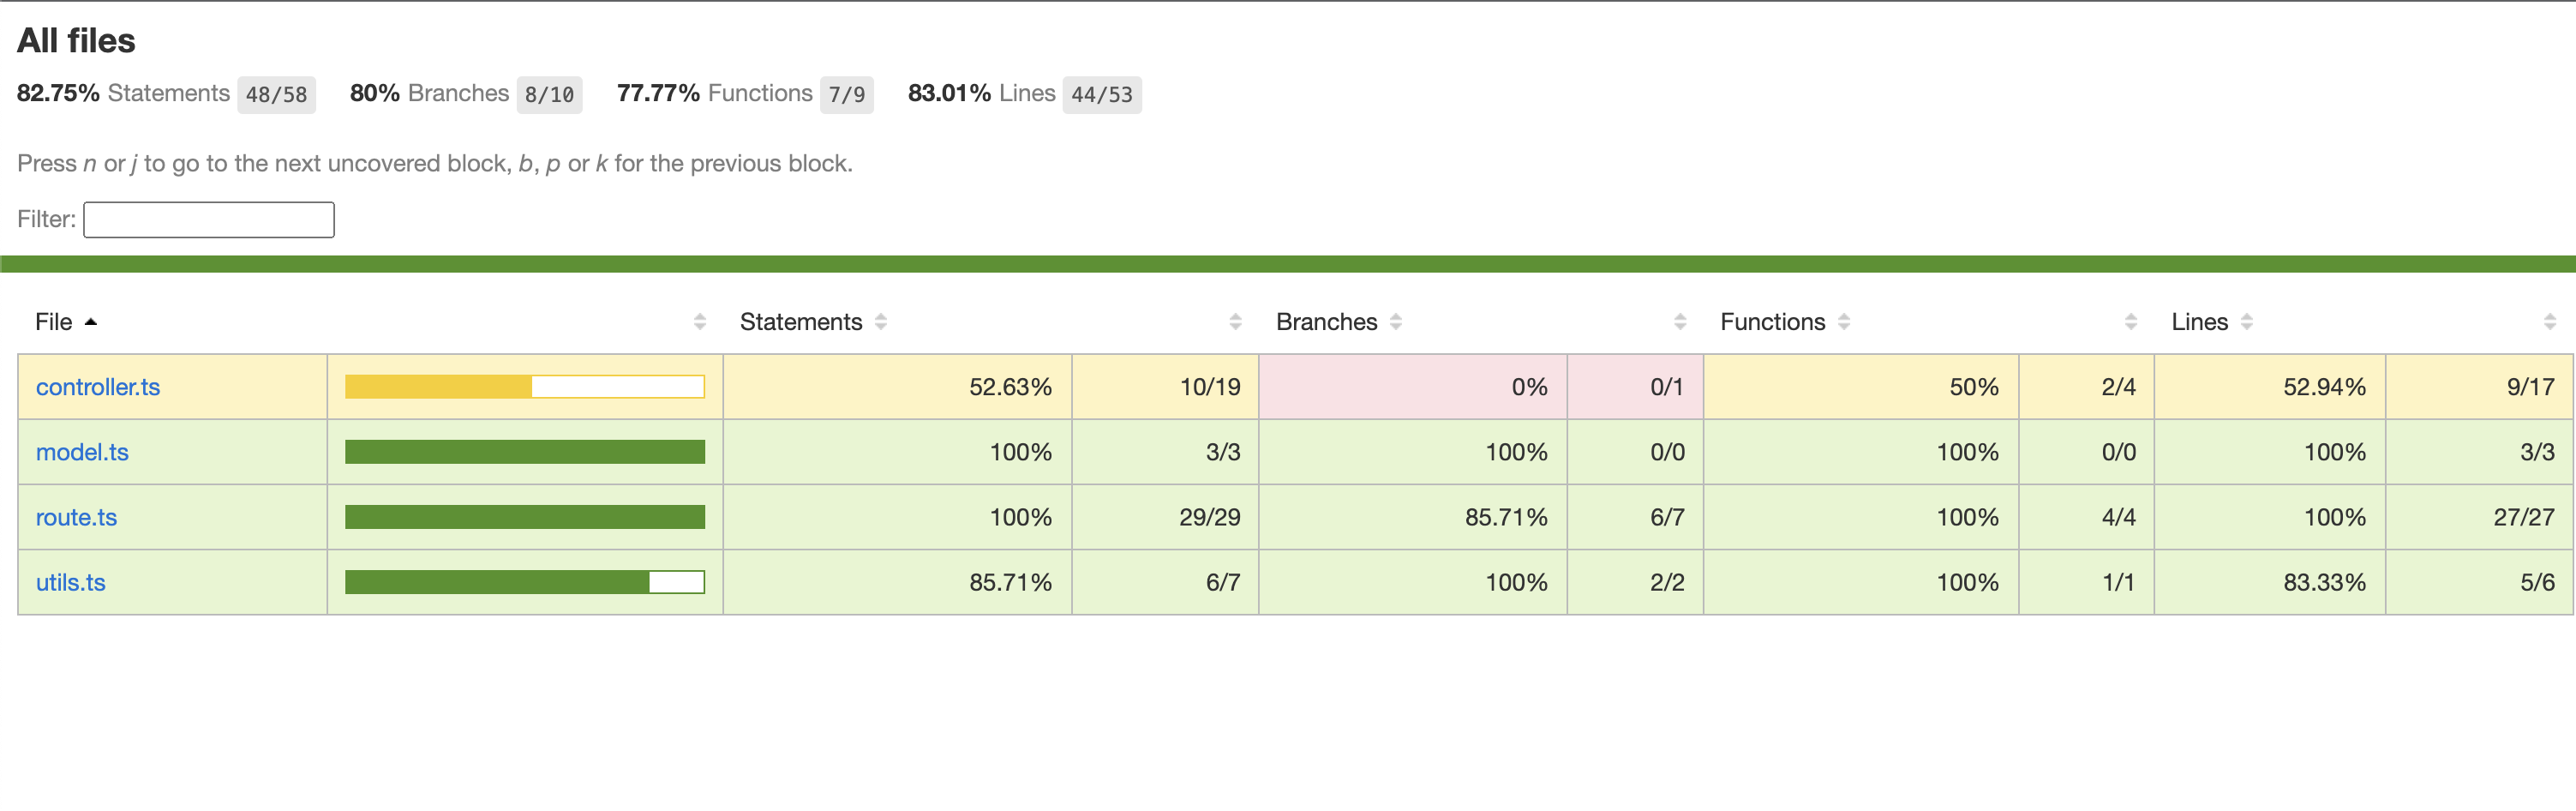 All files
82.75% Statements 48/58 80% Branches 8/10 77.77% Functions 7/9 83.01% Lines 44/53
Press n or j to go to the next uncovered block, b, p or k for the previous block.
Filter:
File Statements Branches Functions Lines
controller.ts 52.63% 10/19 0% 0/1 50% 2/4 52.94% 9/17
model.ts 100% 3/3 100% 0/0 100% 0/0 100% 3/3
route.ts 100% 29/29 85.71% 6/7 100% 4/4 100% 27/27
utils.ts 85.71% 6/7 100% 2/2 100% 1/1 83.33% 5/6